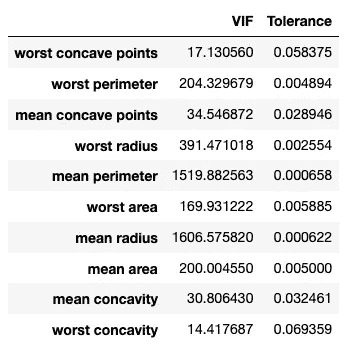 VIF Tolerance
worst concave points 17.130560 0.058375
worst perimeter 204.329679 0.004894
mean concave points 34.546872 0.028946
worst radius 391.471018 0.002554
mean perimeter 1519.882563 0.000658
worst area 169.931222 0.005885
mean radius 1606.575820 0.000622
mean area 200.004550 0.005000
mean concavity 30.806430 0.032461
worst concavity 14.417687 0.069359